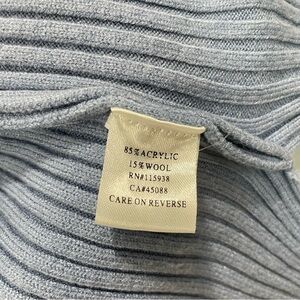 85%ACRYLIC
15%WOOL
RN#115938
CA#45088
CARE ON REVERSE